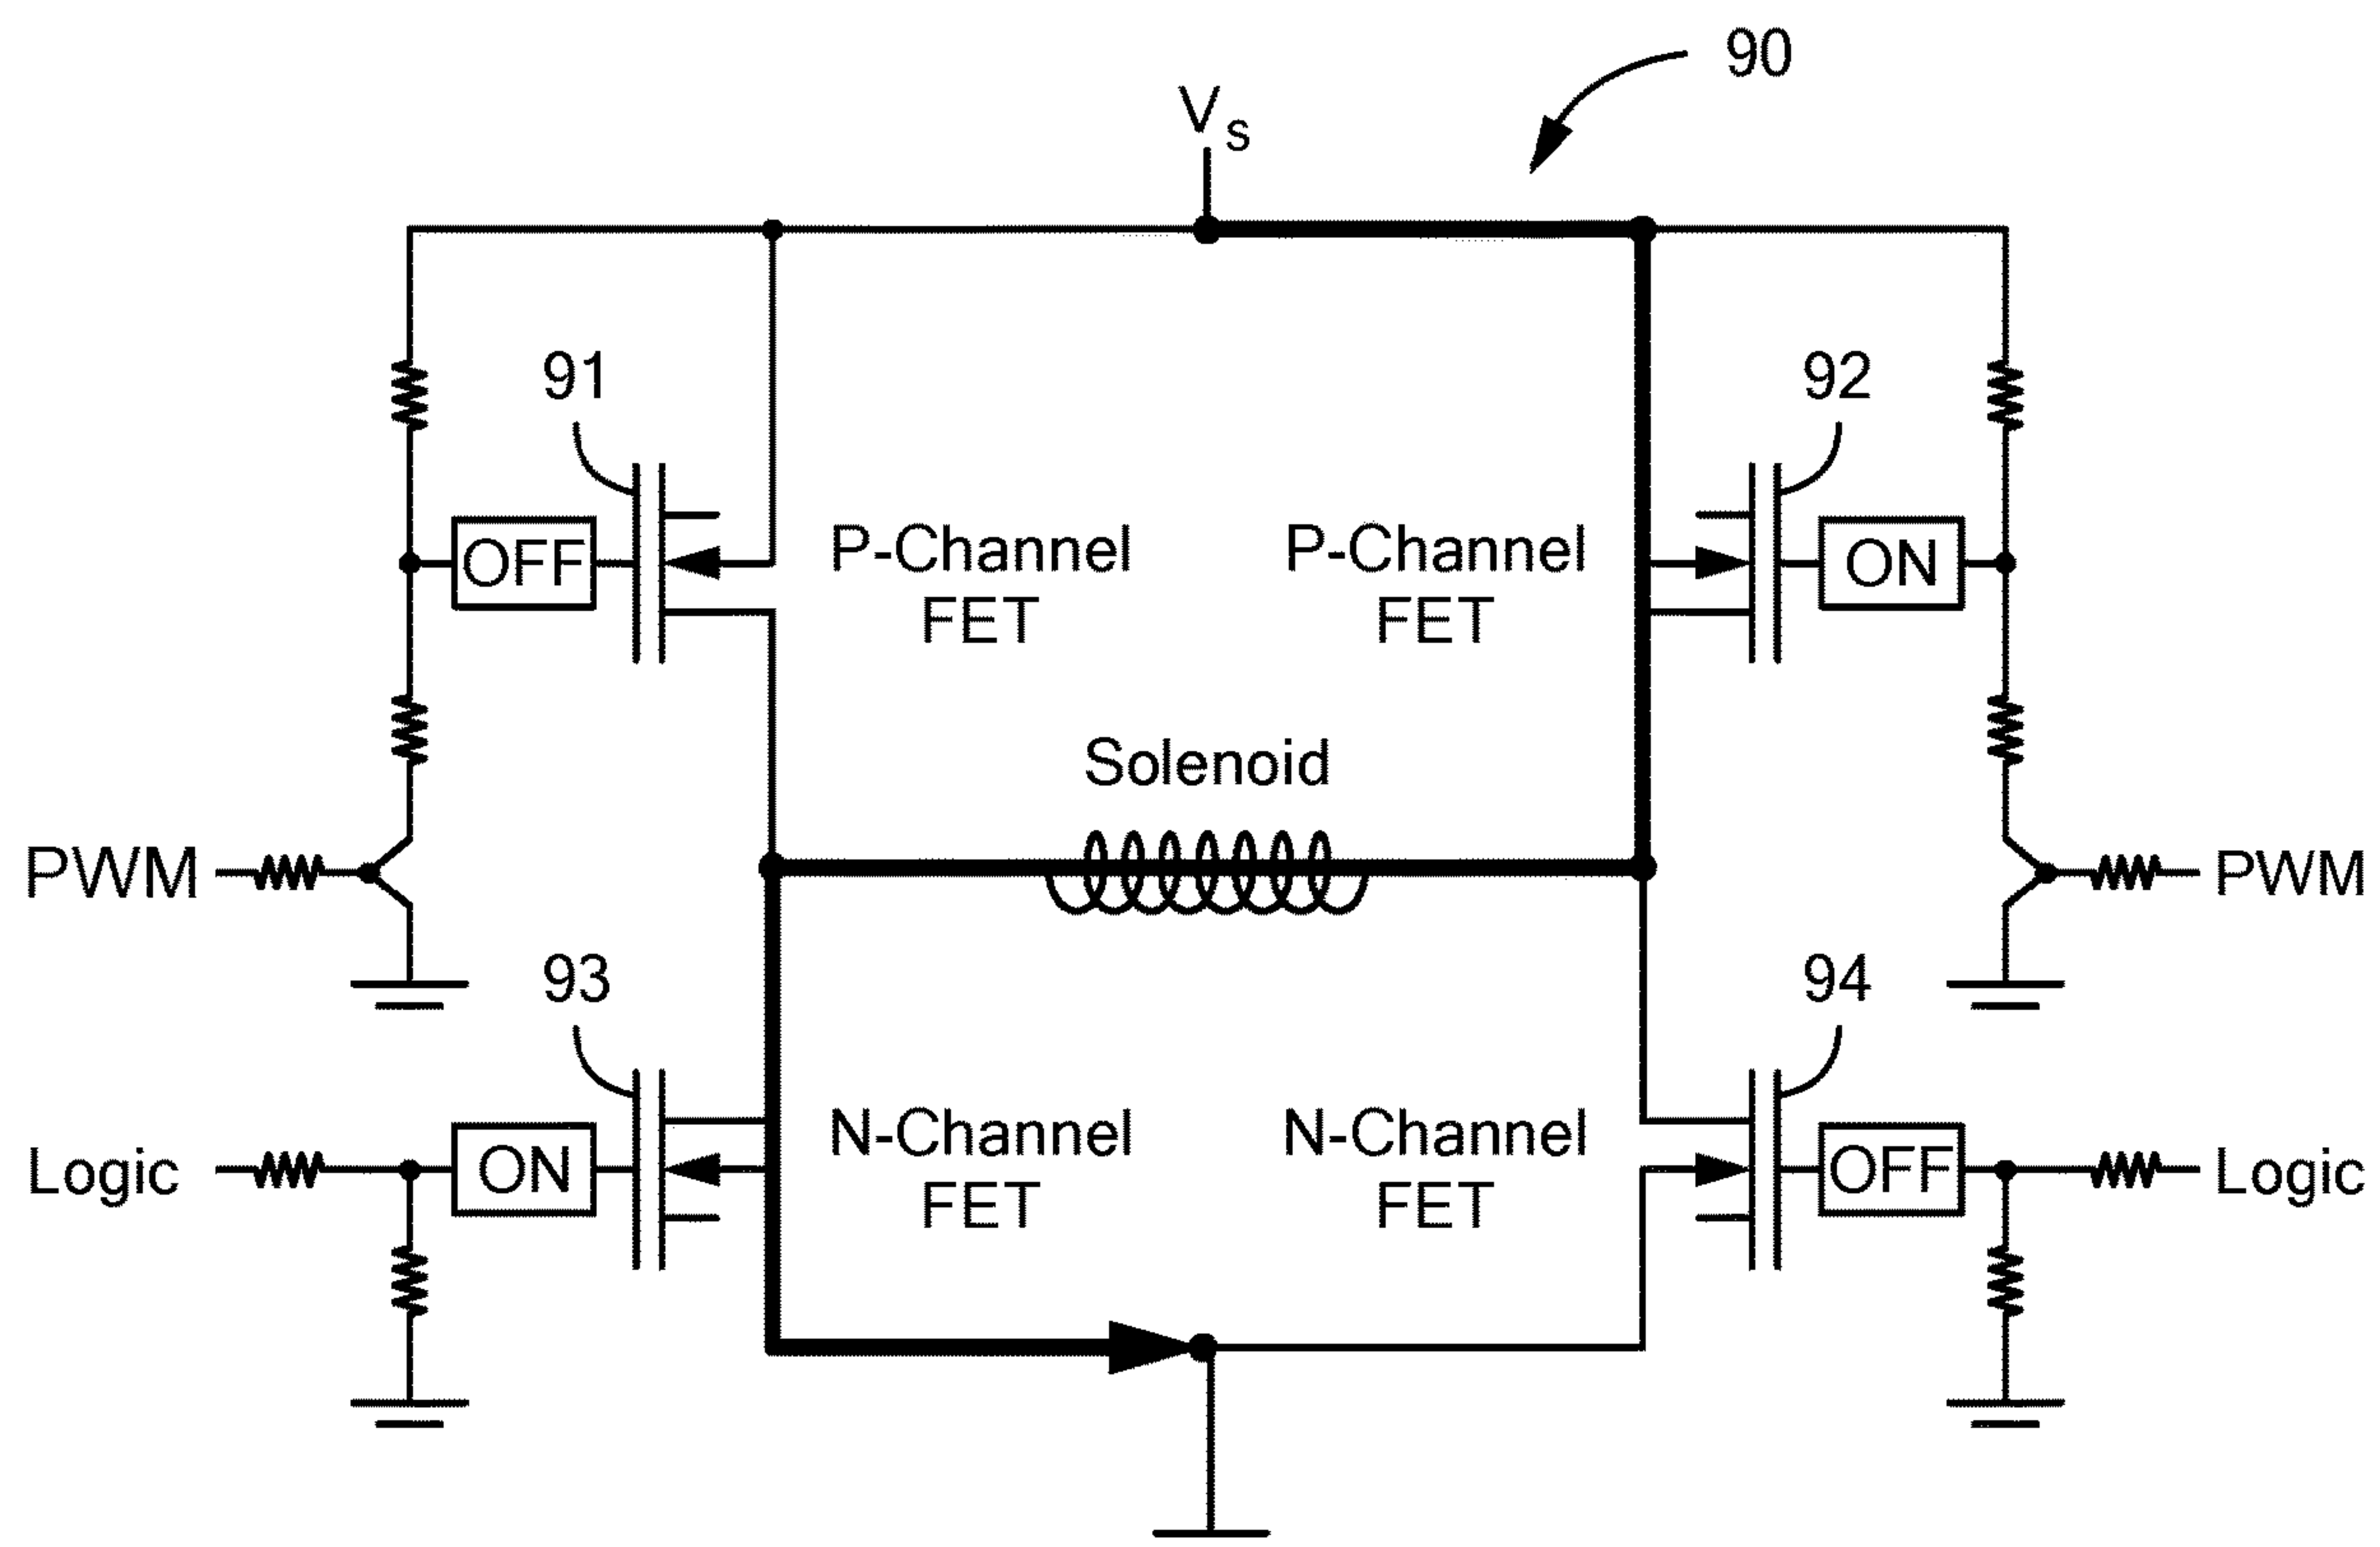 90
Vs
91
92
P-Channel
FET
P-Channel
FET
OFF
ON
Solenoid
PWM
PWM
93
94
N-Channel
FET
N-Channel
FET
Logic
ON
OFF
Logic